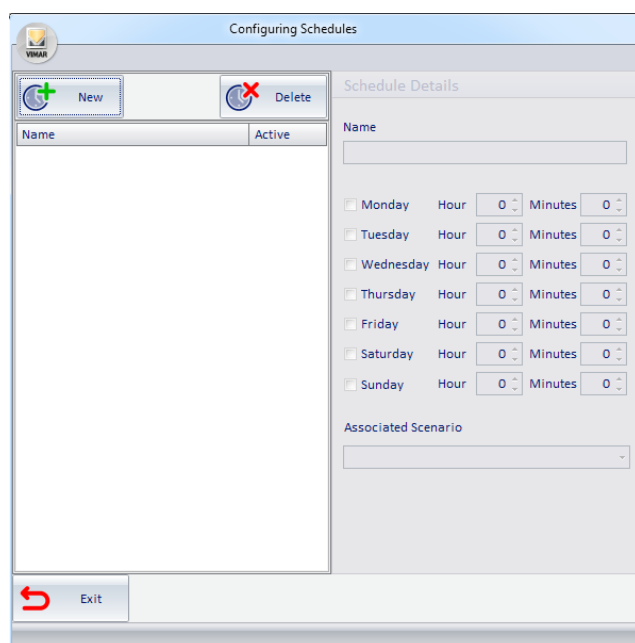 Configuring Schedules
VIMAR
New
Delete
Name
Active
Schedule Details
Name
Monday Hour 0 Minutes 0
Tuesday Hour 0 Minutes 0
Wednesday Hour 0 Minutes 0
Thursday Hour 0 Minutes 0
Friday Hour 0 Minutes 0
Saturday Hour 0 Minutes 0
Sunday Hour 0 Minutes 0
Associated Scenario
Exit